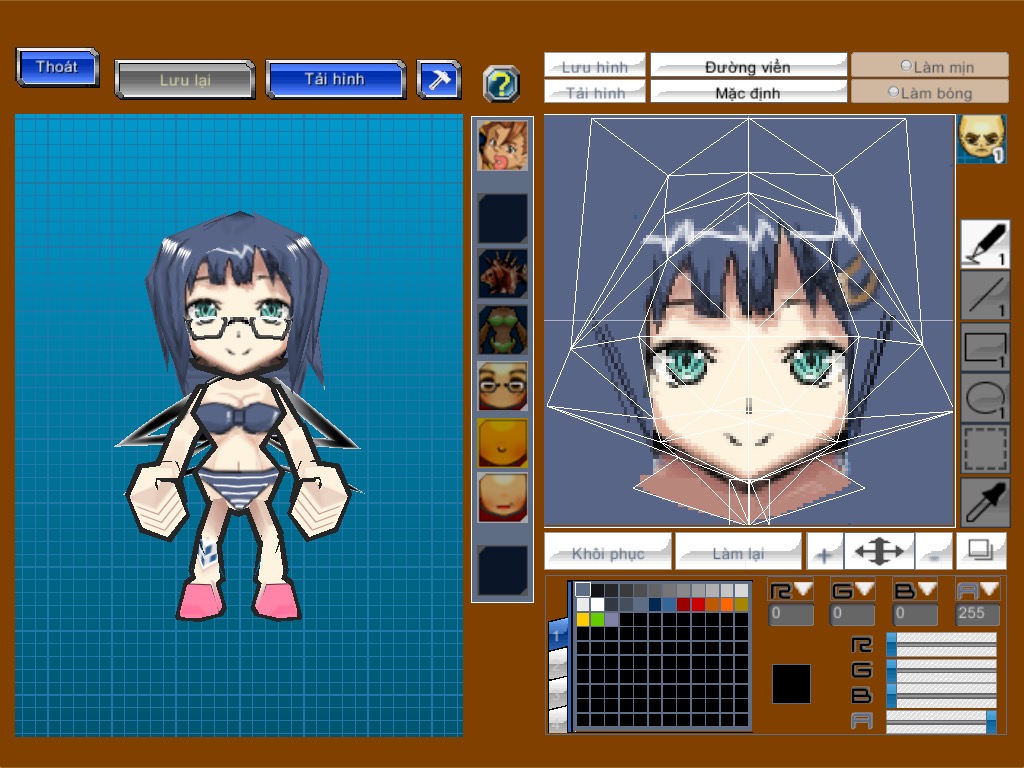 Thoát
Lưu lại
Tải hình
?
Lưu hình
Đường viền
Làm mịn
Tải hình
Mặc định
Làm bóng
1
1
1
1
1
Khôi phục
Làm lại
+
-
1
R G B A
0 0 0 255
R
G
B
A